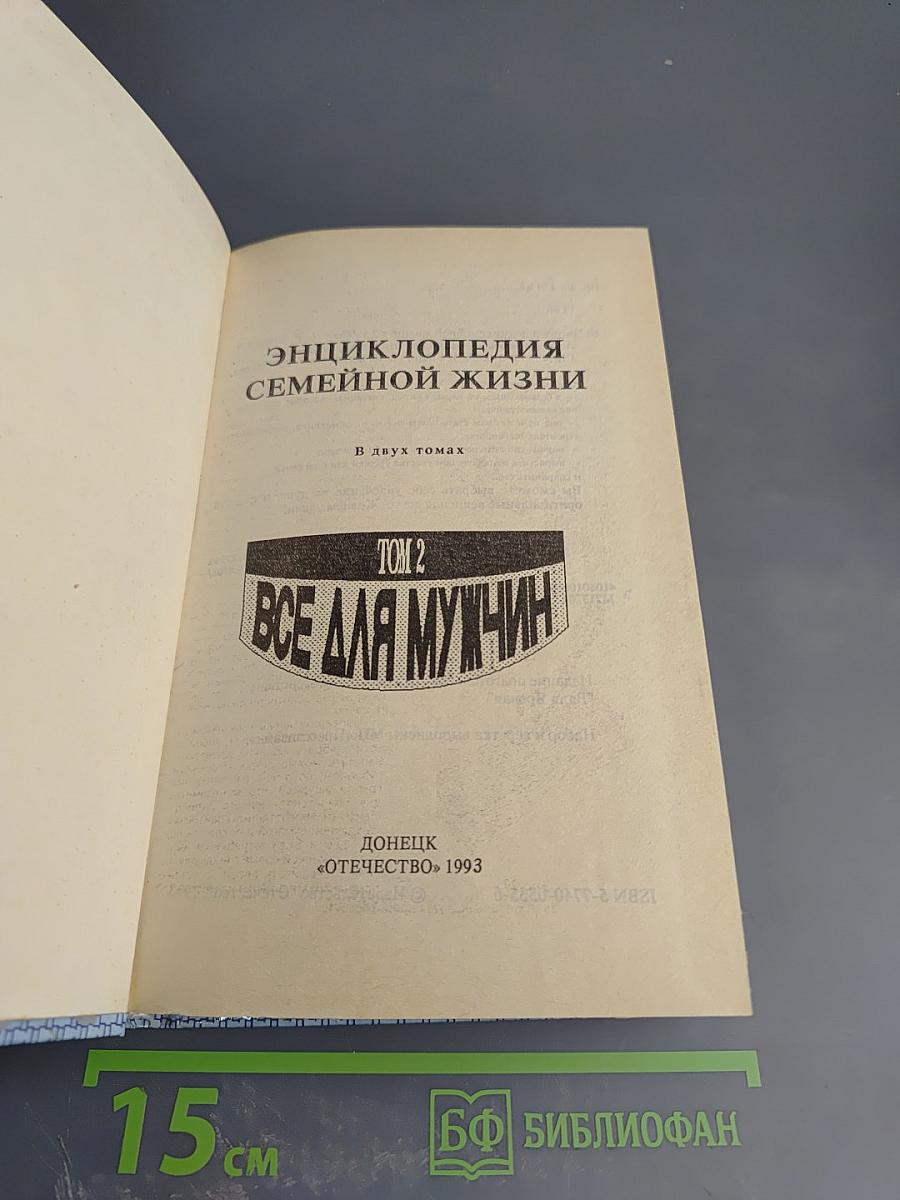 ЭНЦИКЛОПЕДИЯ
СЕМЕЙНОЙ ЖИЗНИ
В двух томах
ТОМ 2
ВСЕ ДЛЯ МУЖЧИН
ДОНЕЦК
«ОТЕЧЕСТВО» 1993
15 см
БФ БИБЛИОФАН